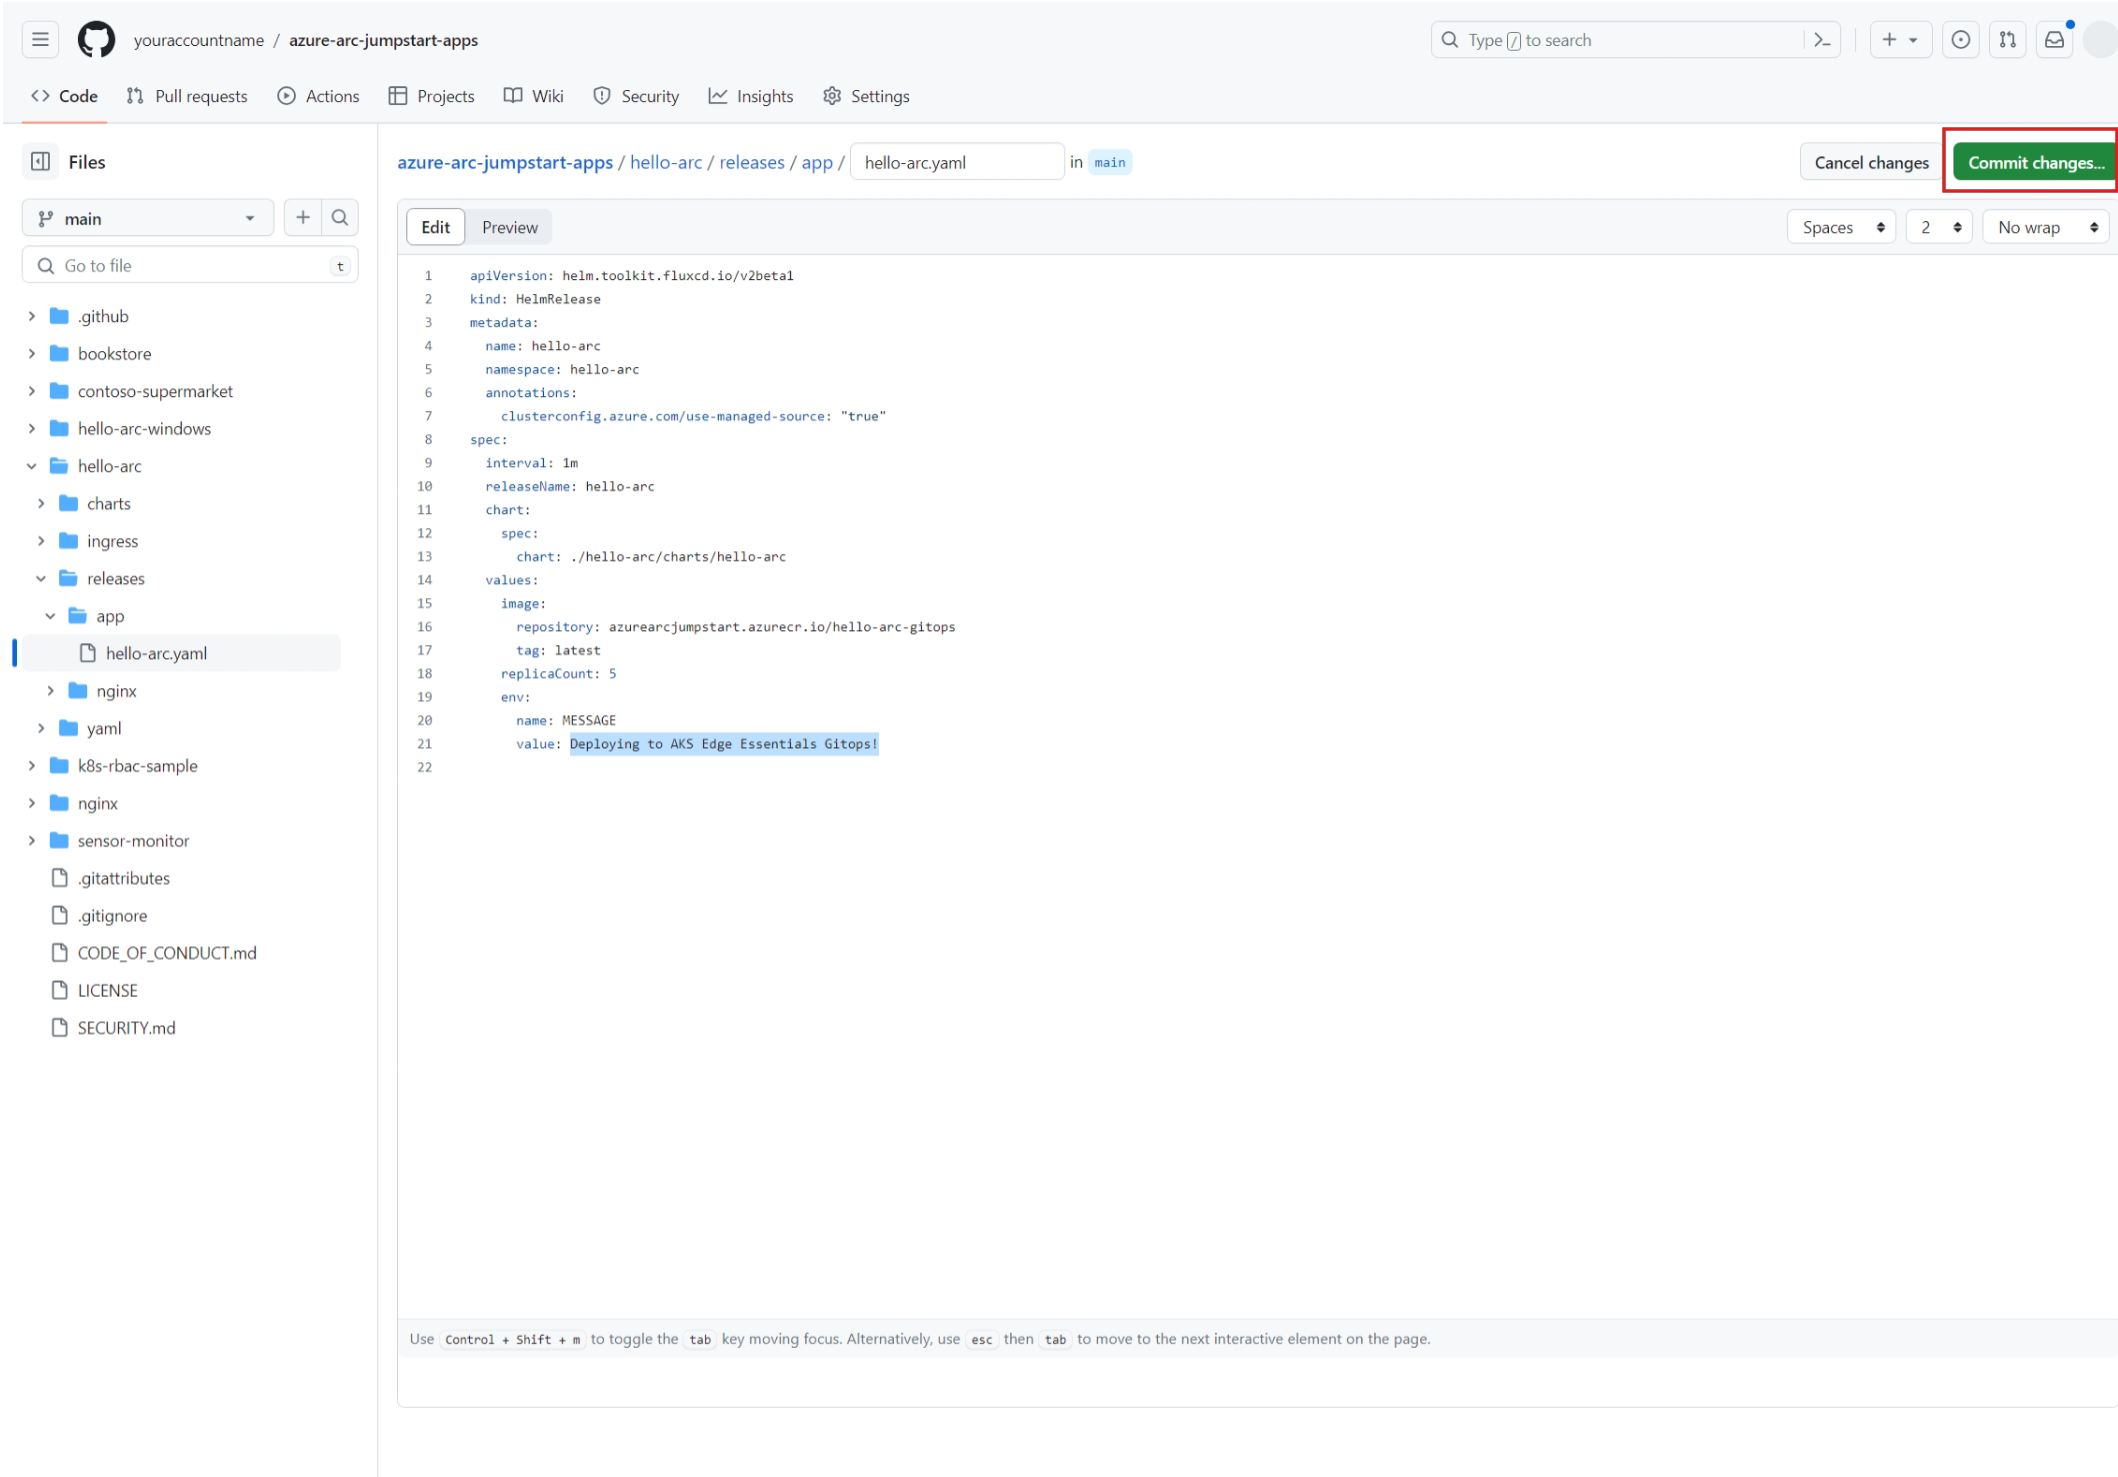 youraccountname / azure-arc-jumpstart-apps
Type / to search
Code Pull requests Actions Projects Wiki Security Insights Settings
Files
main
Go to file t
.github
bookstore
contoso-supermarket
hello-arc-windows
hello-arc
charts
ingress
releases
app
hello-arc.yaml
nginx
yaml
k8s-rbac-sample
nginx
sensor-monitor
.gitattributes
.gitignore
CODE_OF_CONDUCT.md
LICENSE
SECURITY.md
azure-arc-jumpstart-apps / hello-arc / releases / app / hello-arc.yaml in main
Cancel changes Commit changes...
Edit Preview
Spaces 2 No wrap
1 apiVersion: helm.toolkit.fluxcd.io/v2beta1
2 kind: HelmRelease
3 metadata:
4 name: hello-arc
5 namespace: hello-arc
6 annotations:
7 clusterconfig.azure.com/use-managed-source: "true"
8 spec:
9 interval: 1m
10 releaseName: hello-arc
11 chart:
12 spec:
13 chart: ./hello-arc/charts/hello-arc
14 values:
15 image:
16 repository: azurearcjumpstart.azurecr.io/hello-arc-gitops
17 tag: latest
18 replicaCount: 5
19 env:
20 name: MESSAGE
21 value: Deploying to AKS Edge Essentials Gitops!
22
Use Control + Shift + m to toggle the tab key moving focus. Alternatively, use esc then tab to move to the next interactive element on the page.